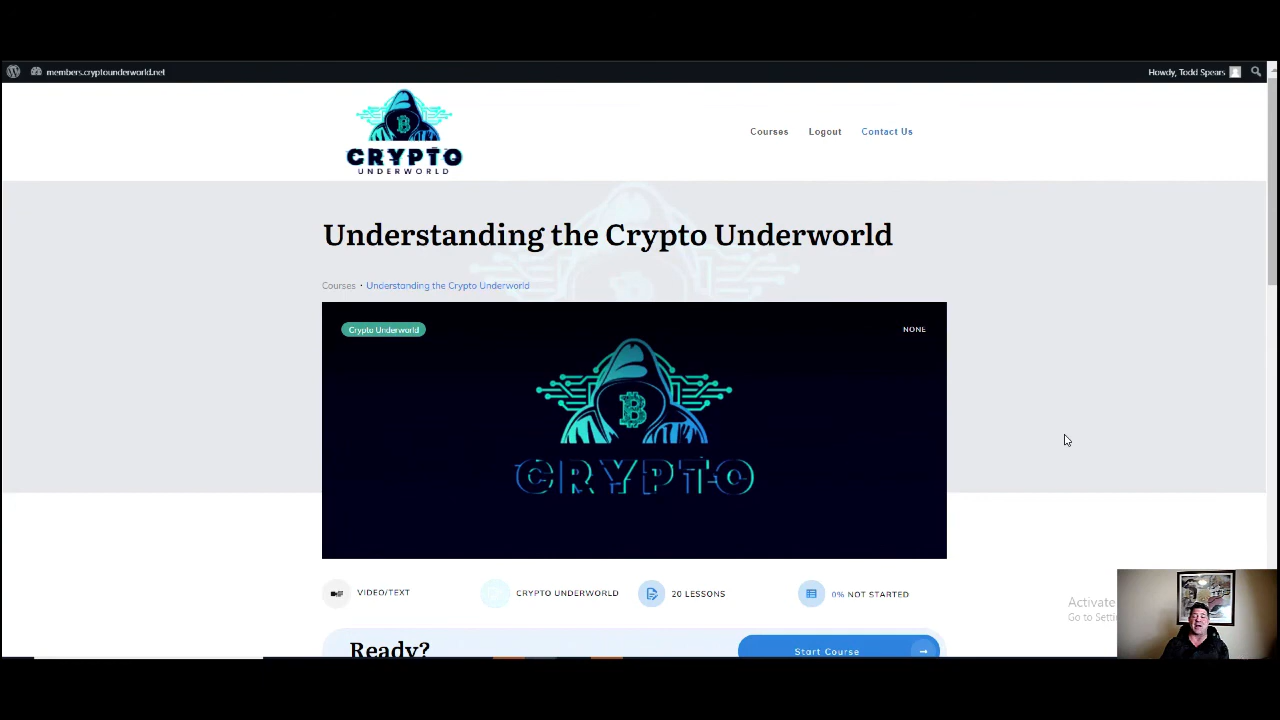 members.cryptounderworld.net
Howdy, Todd Spears
CRYPTO
UNDERWORLD
Courses
Logout
Contact Us
Understanding the Crypto Underworld
Courses · Understanding the Crypto Underworld
Crypto Underworld
NONE
CRYPTO
VIDEO/TEXT
CRYPTO UNDERWORLD
20 LESSONS
0% NOT STARTED
Activate
Go to
Ready?
Start Course